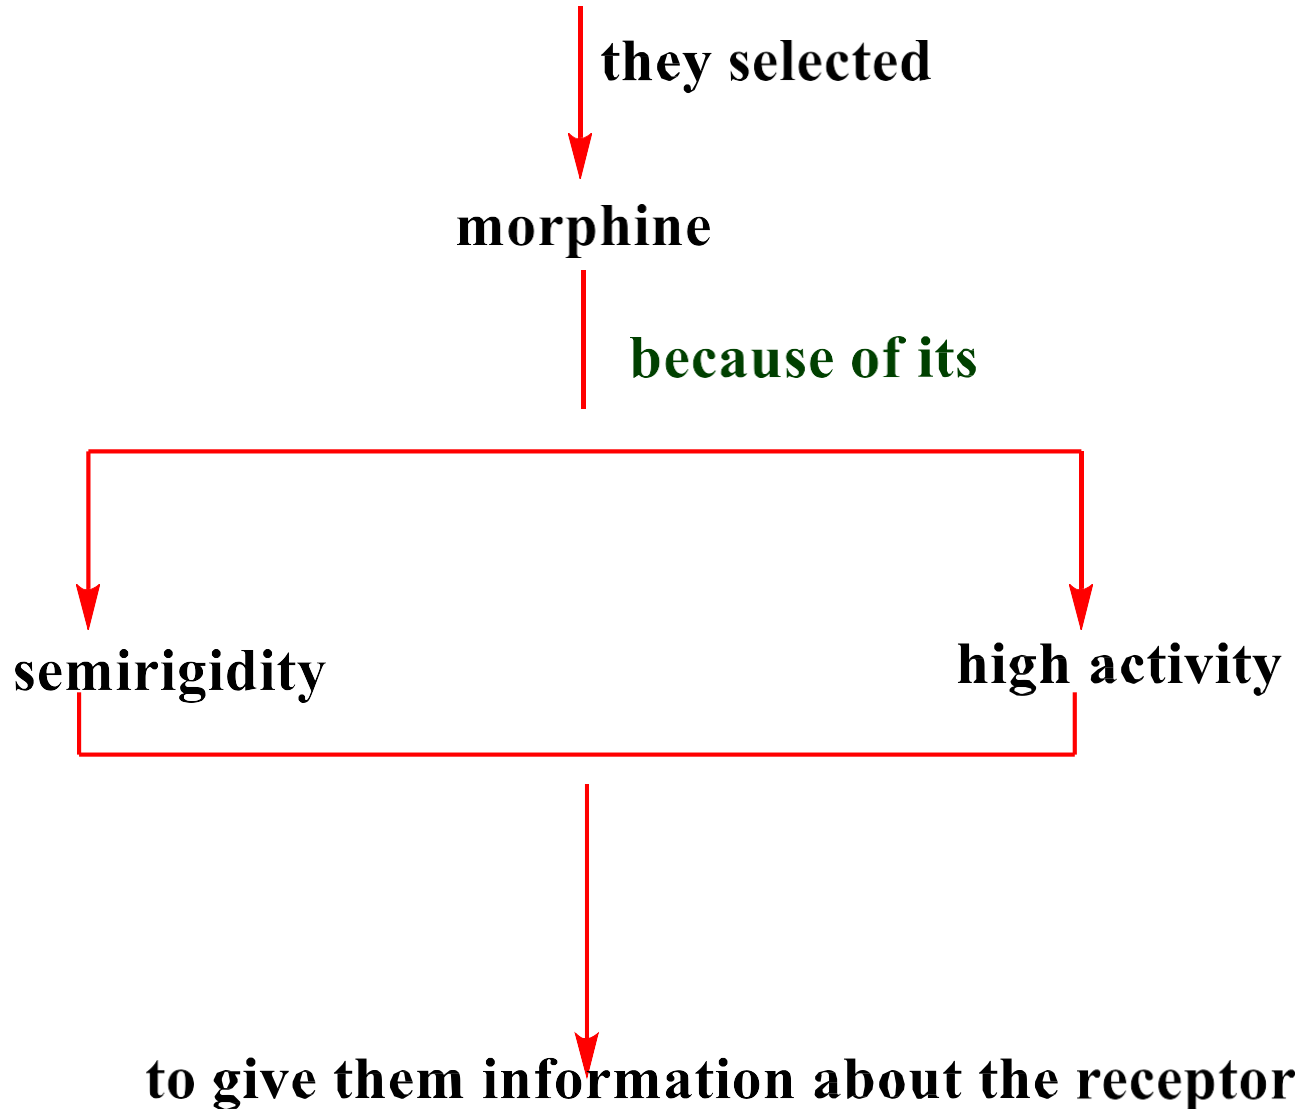 they selected
morphine
because of its
semirigidity
high activity
to give them information about the receptor